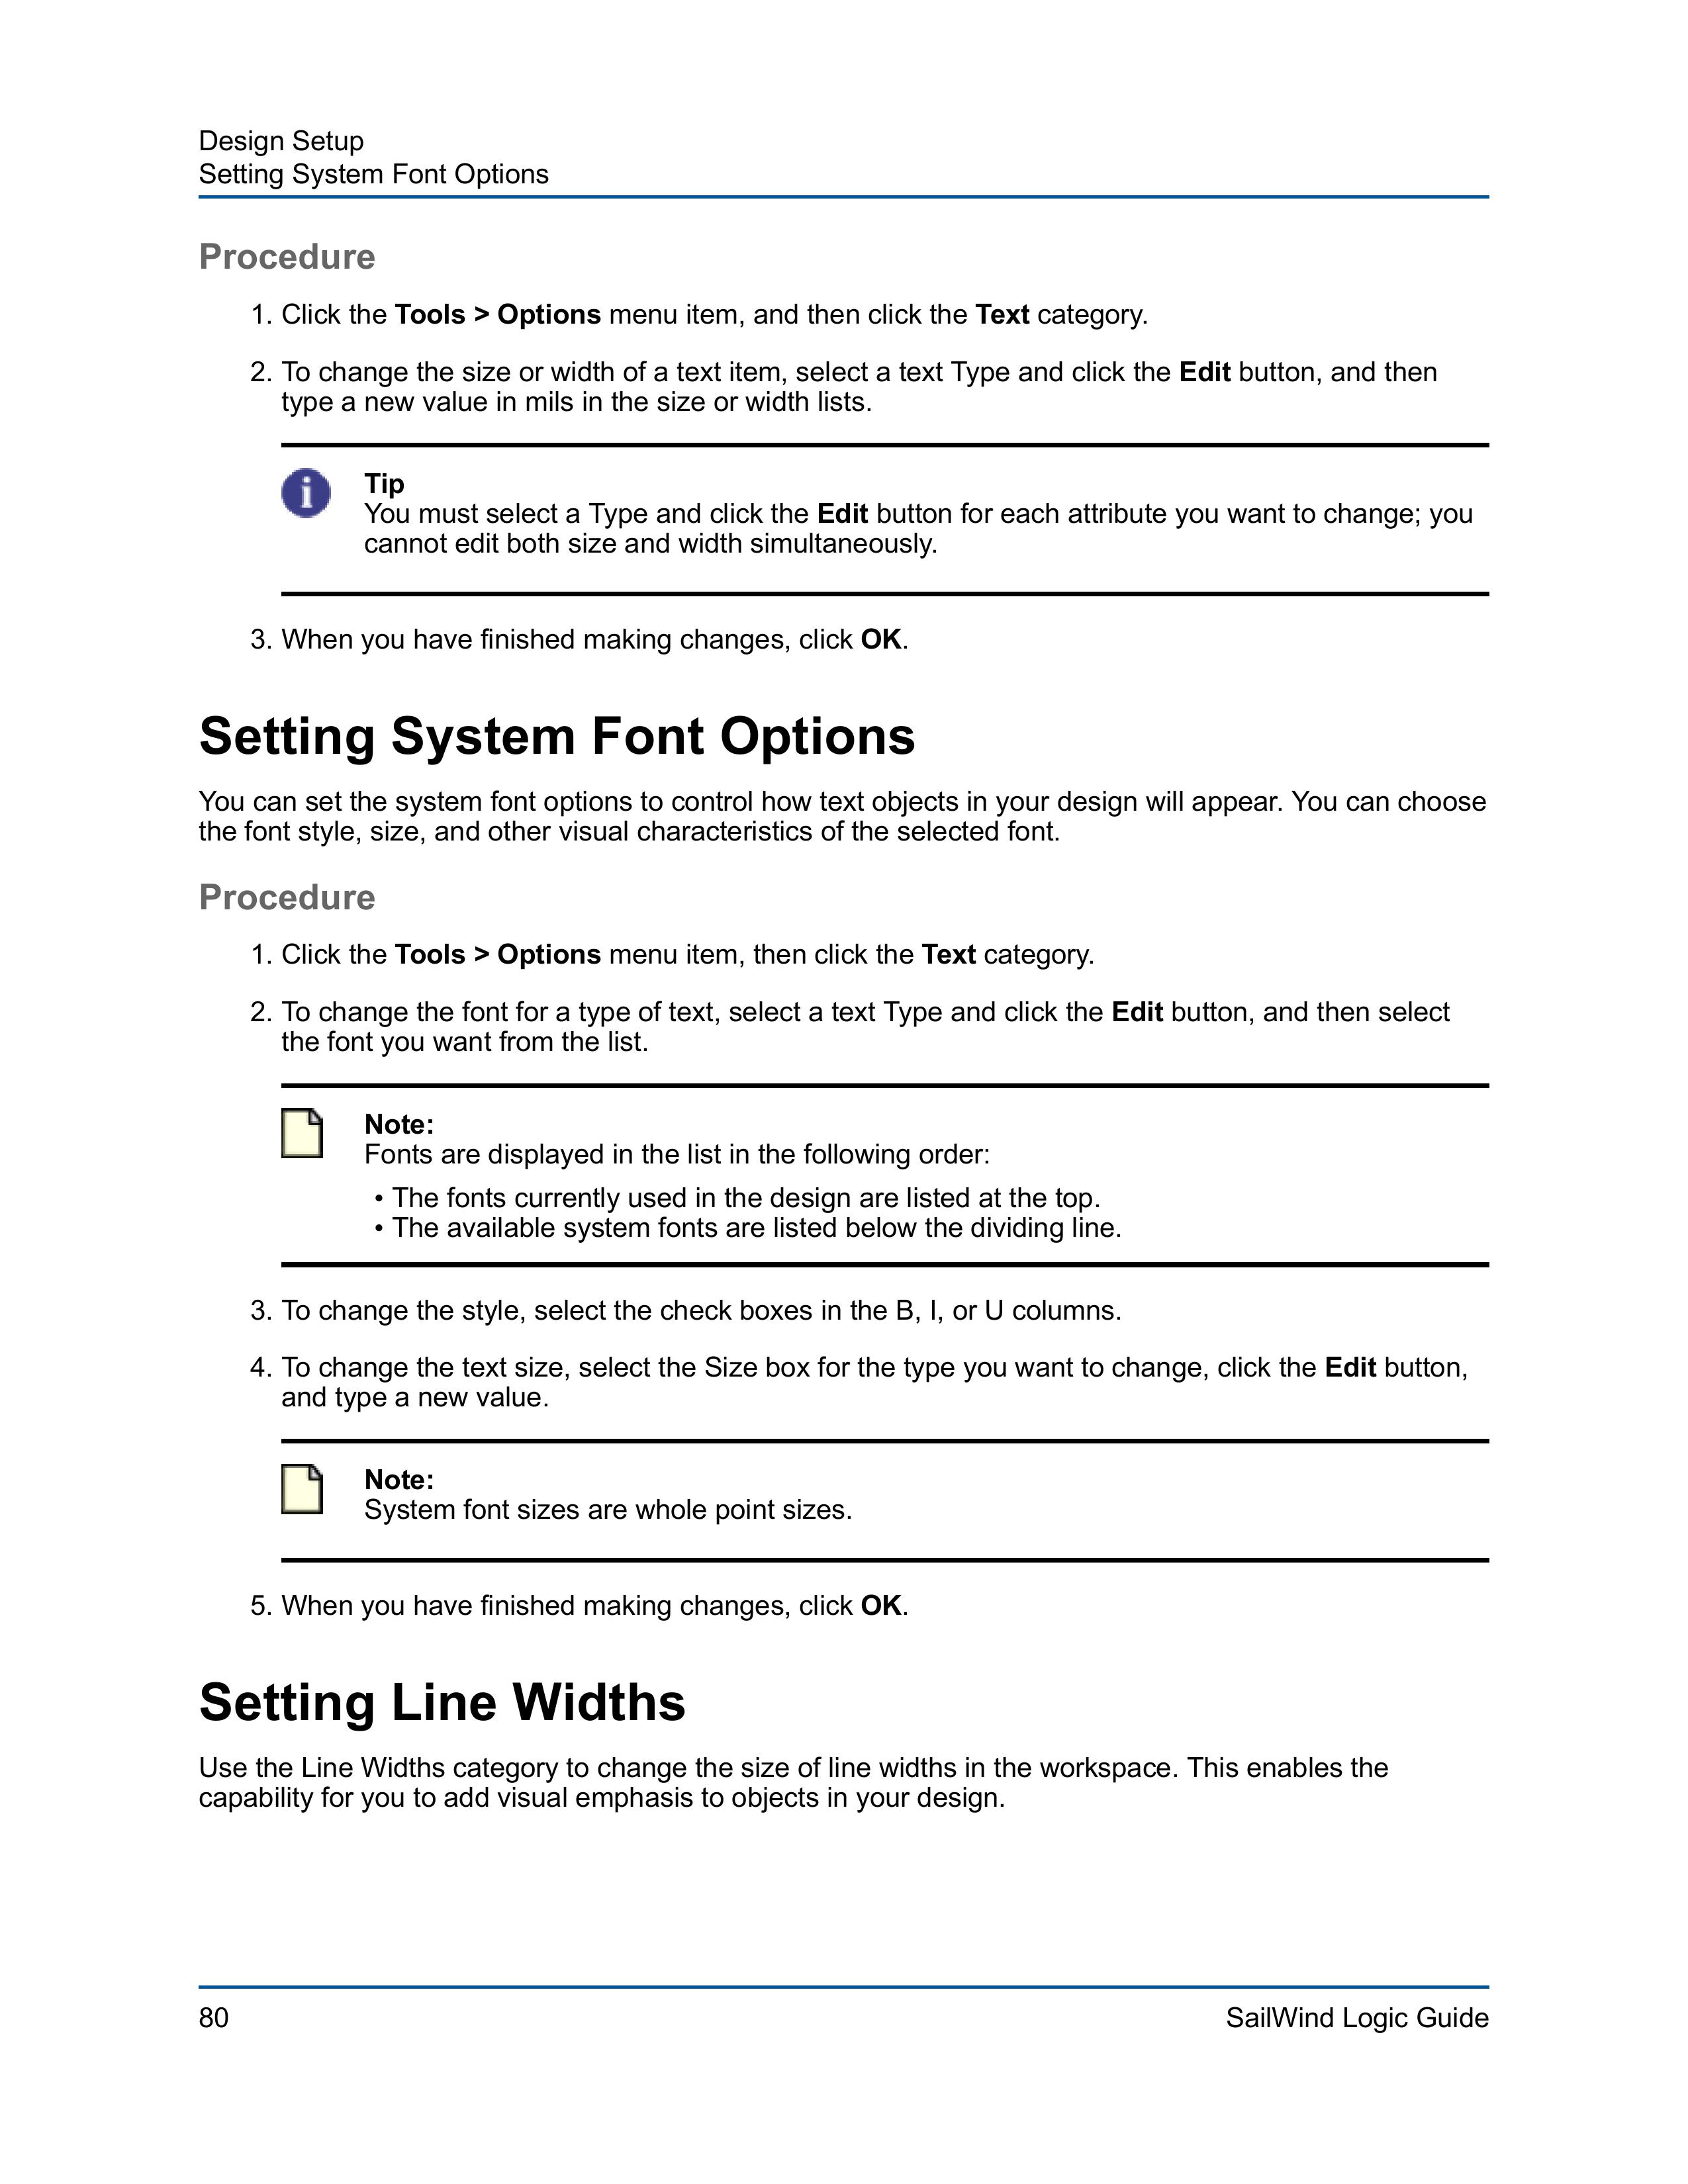 Design Setup
Setting System Font Options
Procedure
1. Click the Tools > Options menu item, and then click the Text category.
2. To change the size or width of a text item, select a text Type and click the Edit button, and then
type a new value in mils in the size or width lists.
Tip
You must select a Type and click the Edit button for each attribute you want to change; you
cannot edit both size and width simultaneously.
3. When you have finished making changes, click OK.
Setting System Font Options
You can set the system font options to control how text objects in your design will appear. You can choose
the font style, size, and other visual characteristics of the selected font.
Procedure
1. Click the Tools > Options menu item, then click the Text category.
2. To change the font for a type of text, select a text Type and click the Edit button, and then select
the font you want from the list.
Note:
Fonts are displayed in the list in the following order:
• The fonts currently used in the design are listed at the top.
• The available system fonts are listed below the dividing line.
3. To change the style, select the check boxes in the B, I, or U columns.
4. To change the text size, select the Size box for the type you want to change, click the Edit button,
and type a new value.
Note:
System font sizes are whole point sizes.
5. When you have finished making changes, click OK.
Setting Line Widths
Use the Line Widths category to change the size of line widths in the workspace. This enables the
capability for you to add visual emphasis to objects in your design.
80
SailWind Logic Guide